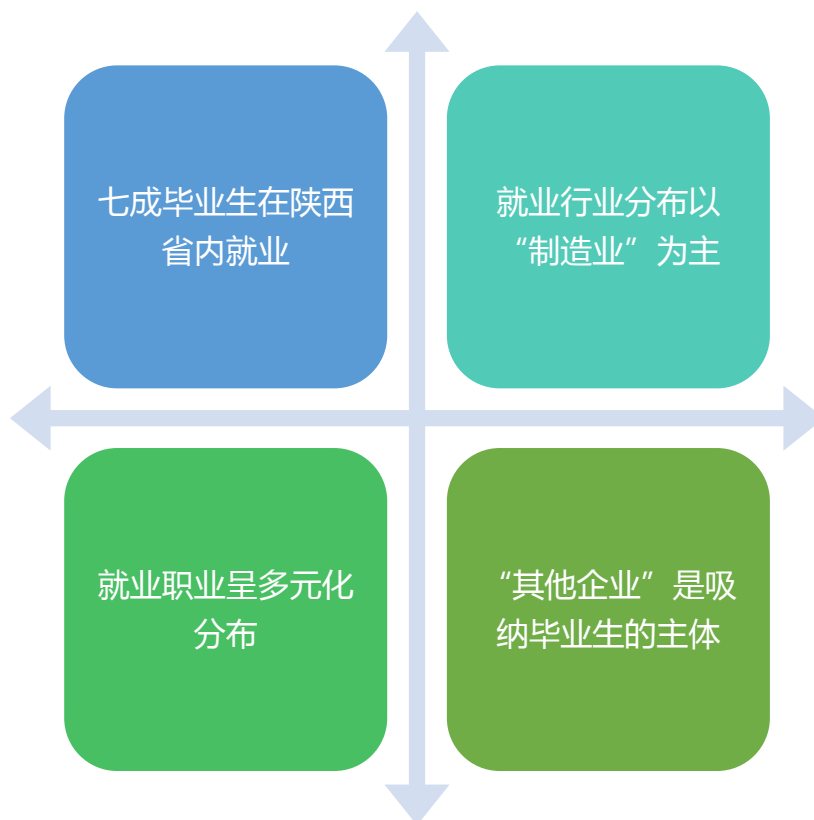 七成毕业生在陕西
省内就业
就业行业分布以
“制造业”为主
就业职业呈多元化
分布
“其他企业”是吸
纳毕业生的主体